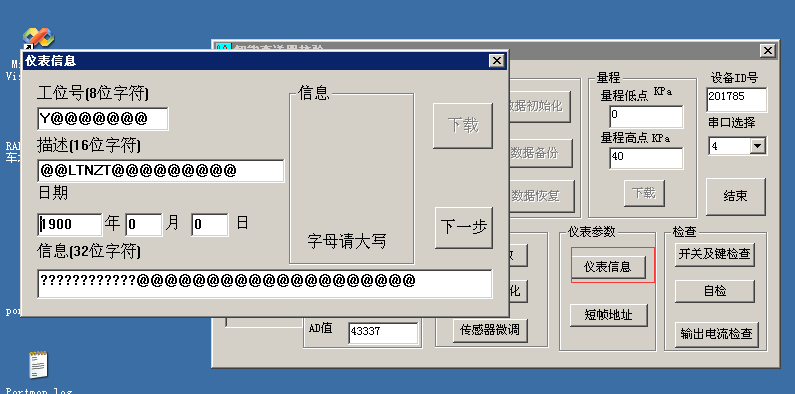 仪表信息
工位号(8位字符)
Y@@@@@@@
描述(16位字符)
@@LTNZT@@@@@@@@@
日期
1900 年 0 月 0 日
信息(32位字符)
????????????@@@@@@@@@@@@@@@@@@@@
信息
字母请大写
下载
下一步
数据初始化
数据备份
数据恢复
量程
量程低点 KPa
0
量程高点 KPa
40
下载
设备ID号
201785
串口选择
4
结束
AD值
43337
传感器微调
仪表参数
仪表信息
短帧地址
检查
开关及键检查
自检
输出电流检查
Portmon.log